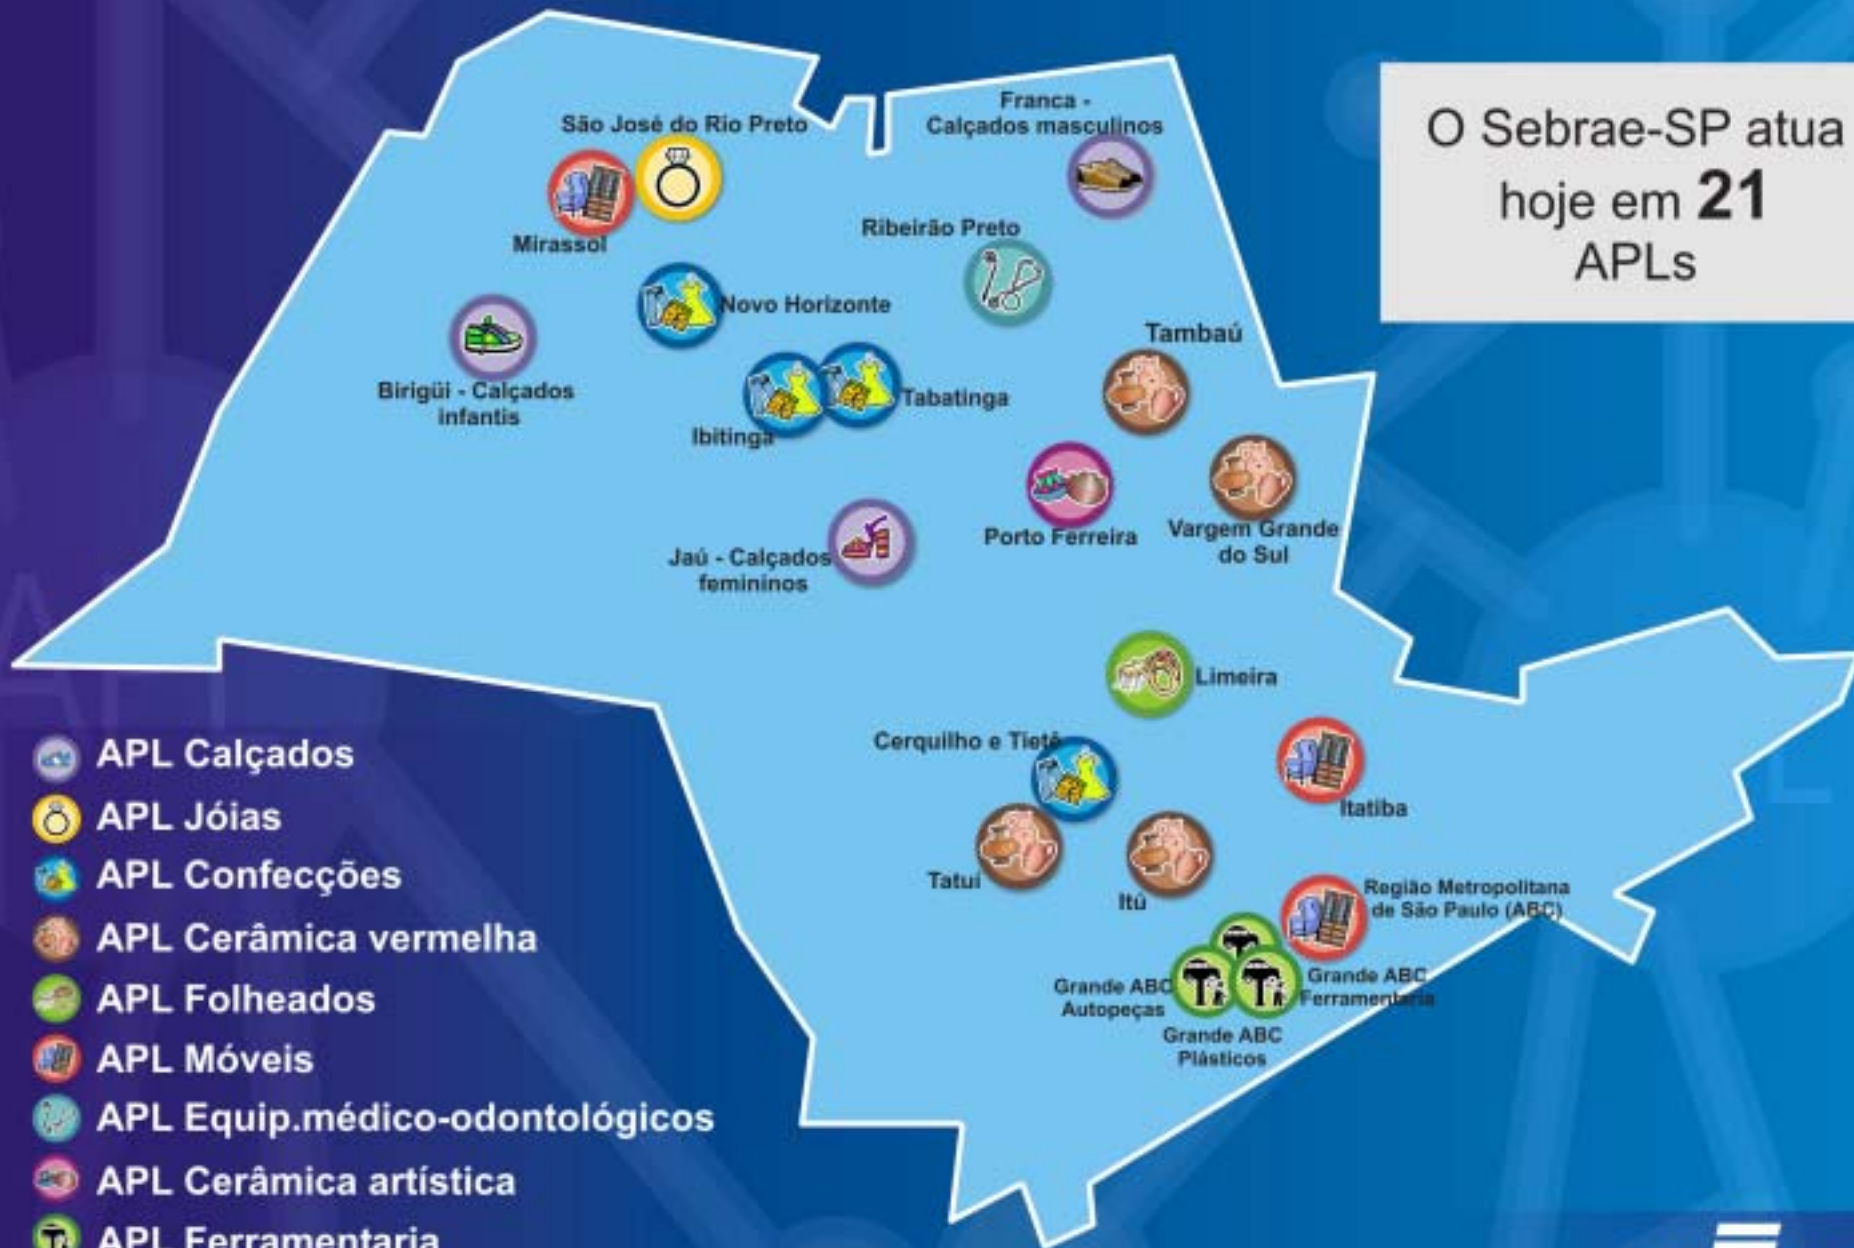 O Sebrae-SP atua
hoje em 21
APLs
São José do Rio Preto
Franca -
Calçados masculinos
Mirassol
Ribeirão Preto
Novo Horizonte
Tambaú
Birigüi - Calçados
infantis
Tabatinga
Ibitinga
Porto Ferreira
Vargem Grande
do Sul
Jaú - Calçados
femininos
Limeira
Cerquilho e Tietê
Itatiba
Tatuí
Itú
Região Metropolitana
de São Paulo (ABC)
Grande ABC
Autopeças
Grande ABC
Ferramentaria
Grande ABC
Plásticos
APL Calçados
APL Jóias
APL Confecções
APL Cerâmica vermelha
APL Folheados
APL Móveis
APL Equip.médico-odontológicos
APL Cerâmica artística
APL Ferramentaria